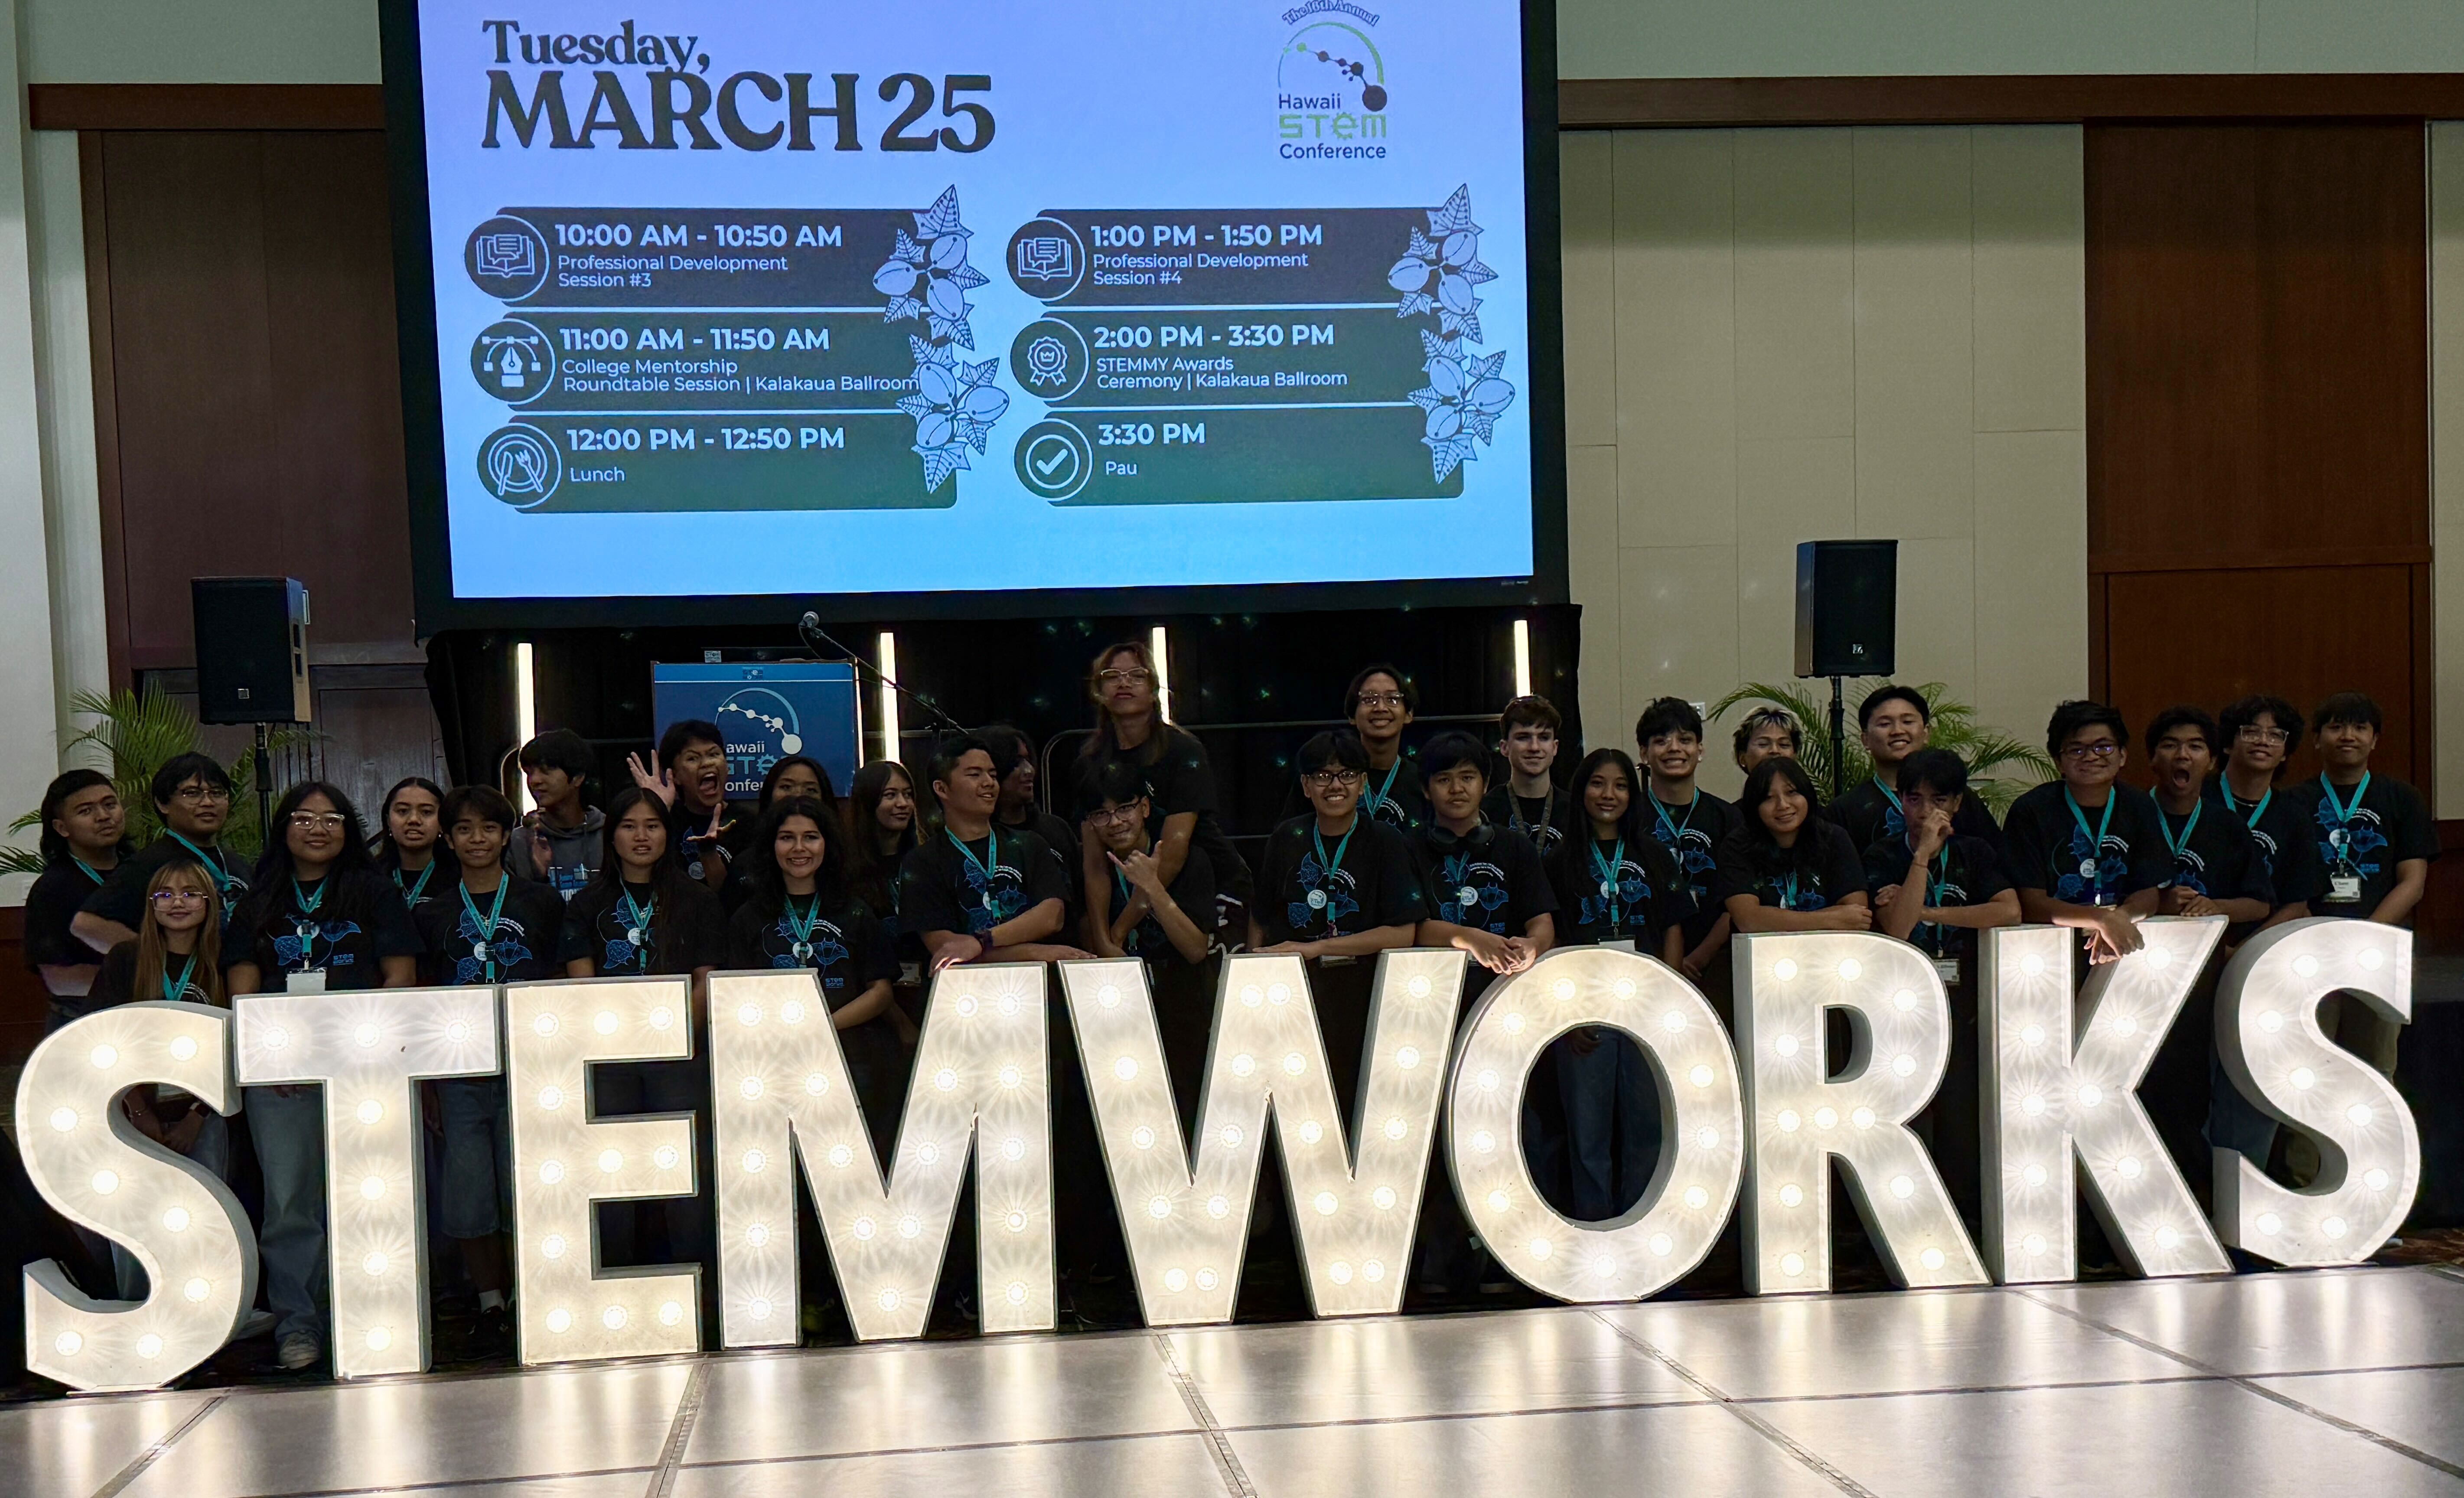 Tuesday,
MARCH 25
The 16th Annual
Hawaii
STEM
Conference
10:00 AM - 10:50 AM
Professional Development
Session #3
11:00 AM - 11:50 AM
College Mentorship
Roundtable Session | Kalakaua Ballroom
12:00 PM - 12:50 PM
Lunch
1:00 PM - 1:50 PM
Professional Development
Session #4
2:00 PM - 3:30 PM
STEMMY Awards
Ceremony | Kalakaua Ballroom
3:30 PM
Pau
STEMWORKS